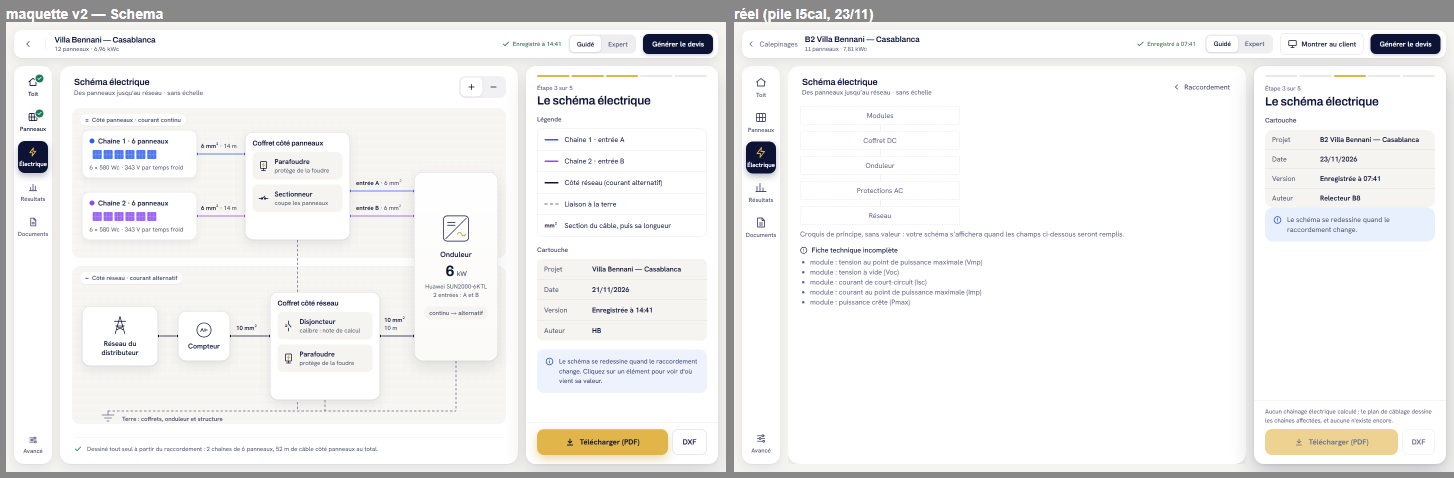 maquette v2 — Schema
Villa Bennani — Casablanca
12 panneaux · 6,96 kWc
Enregistré à 14:41
Guidé
Expert
Générer le devis
Toit
Panneaux
Électrique
Résultats
Documents
Avancé
Schéma électrique
Des panneaux jusqu'au réseau · sans échelle
+
−
Côté panneaux · courant continu
Chaîne 1 · 6 panneaux
6 × 580 Wc · 343 V par temps froid
6 mm² · 14 m
Chaîne 2 · 6 panneaux
6 × 580 Wc · 343 V par temps froid
6 mm² · 14 m
Coffret côté panneaux
Parafoudre
protège de la foudre
Sectionneur
coupe les panneaux
entrée A · 6 mm²
entrée B · 6 mm²
Onduleur
6 kW
Huawei SUN2000-6KTL
2 entrées : A et B
continu → alternatif
Côté réseau · courant alternatif
Réseau du
distributeur
Compteur
10 mm²
Coffret côté réseau
Disjoncteur
calibre : note de calcul
Parafoudre
protège de la foudre
10 mm²
10 m
Terre : coffrets, onduleur et structure
Dessiné tout seul à partir du raccordement : 2 chaînes de 6 panneaux, 52 m de câble côté panneaux au total.
Étape 3 sur 5
Le schéma électrique
Légende
Chaîne 1 · entrée A
Chaîne 2 · entrée B
Côté réseau (courant alternatif)
Liaison à la terre
mm² Section du câble, puis sa longueur
Cartouche
Projet Villa Bennani — Casablanca
Date 21/11/2026
Version Enregistrée à 14:41
Auteur HB
Le schéma se redessine quand le raccordement
change. Cliquez sur un élément pour voir d'où
vient sa valeur.
Télécharger (PDF)
DXF
réel (pile l5cal, 23/11)
Calepinages
B2 Villa Bennani — Casablanca
11 panneaux · 7,81 kWc
Enregistré à 07:41
Guidé
Expert
Montrer au client
Générer le devis
Toit
Panneaux
Électrique
Résultats
Documents
Avancé
Schéma électrique
Des panneaux jusqu'au réseau · sans échelle
Raccordement
Modules
Coffret DC
Onduleur
Protections AC
Réseau
Croquis de principe, sans valeur : votre schéma s'affichera quand les champs ci-dessous seront remplis.
Fiche technique incomplète
• module : tension au point de puissance maximale (Vmp)
• module : tension à vide (Voc)
• module : courant de court-circuit (Isc)
• module : courant au point de puissance maximale (Imp)
• module : puissance crête (Pmax)
Étape 3 sur 5
Le schéma électrique
Cartouche
Projet B2 Villa Bennani — Casablanca
Date 23/11/2026
Version Enregistrée à 07:41
Auteur Relecteur B8
Le schéma se redessine quand le
raccordement change.
Aucun chaînage électrique calculé : le plan de câblage dessine
les chaînes affectées, et aucune n'existe encore.
Télécharger (PDF)
DXF